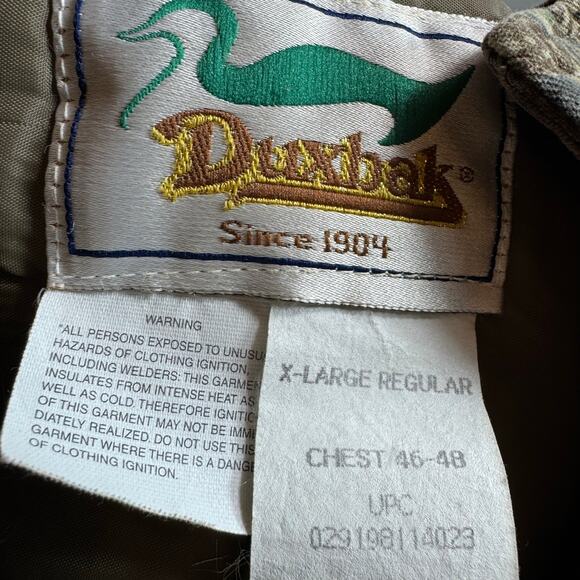 Duxbak®
Since 1904
WARNING
"ALL PERSONS EXPOSED TO UNUSU
HAZARDS OF CLOTHING IGNITION,
INCLUDING WELDERS: THIS GARMEN
INSULATES FROM INTENSE HEAT AS
WELL AS COLD. THEREFORE IGNITIO
OF THIS GARMENT MAY NOT BE IMME
DIATELY REALIZED. DO NOT USE THIS
GARMENT WHERE THERE IS A DANGE
OF CLOTHING IGNITION.
X-LARGE REGULAR
CHEST 46-48
UPC
029198114023